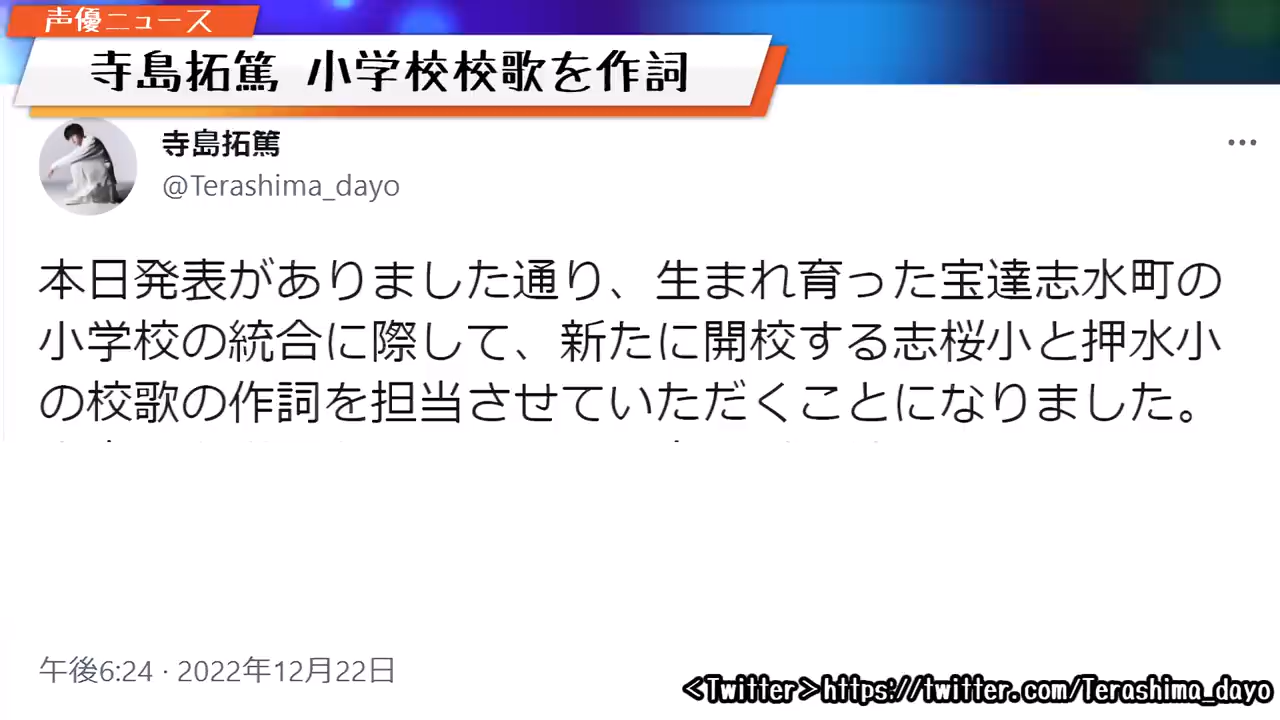 声優ニュース
寺島拓篤 小学校校歌を作詞
寺島拓篤
@Terashima_dayo
本日発表がありました通り、生まれ育った宝達志水町の
小学校の統合に際して、新たに開校する志桜小と押水小
の校歌の作詞を担当させていただくことになりました。
午後6:24 · 2022年12月22日
<Twitter>https://twitter.com/Terashima_dayo